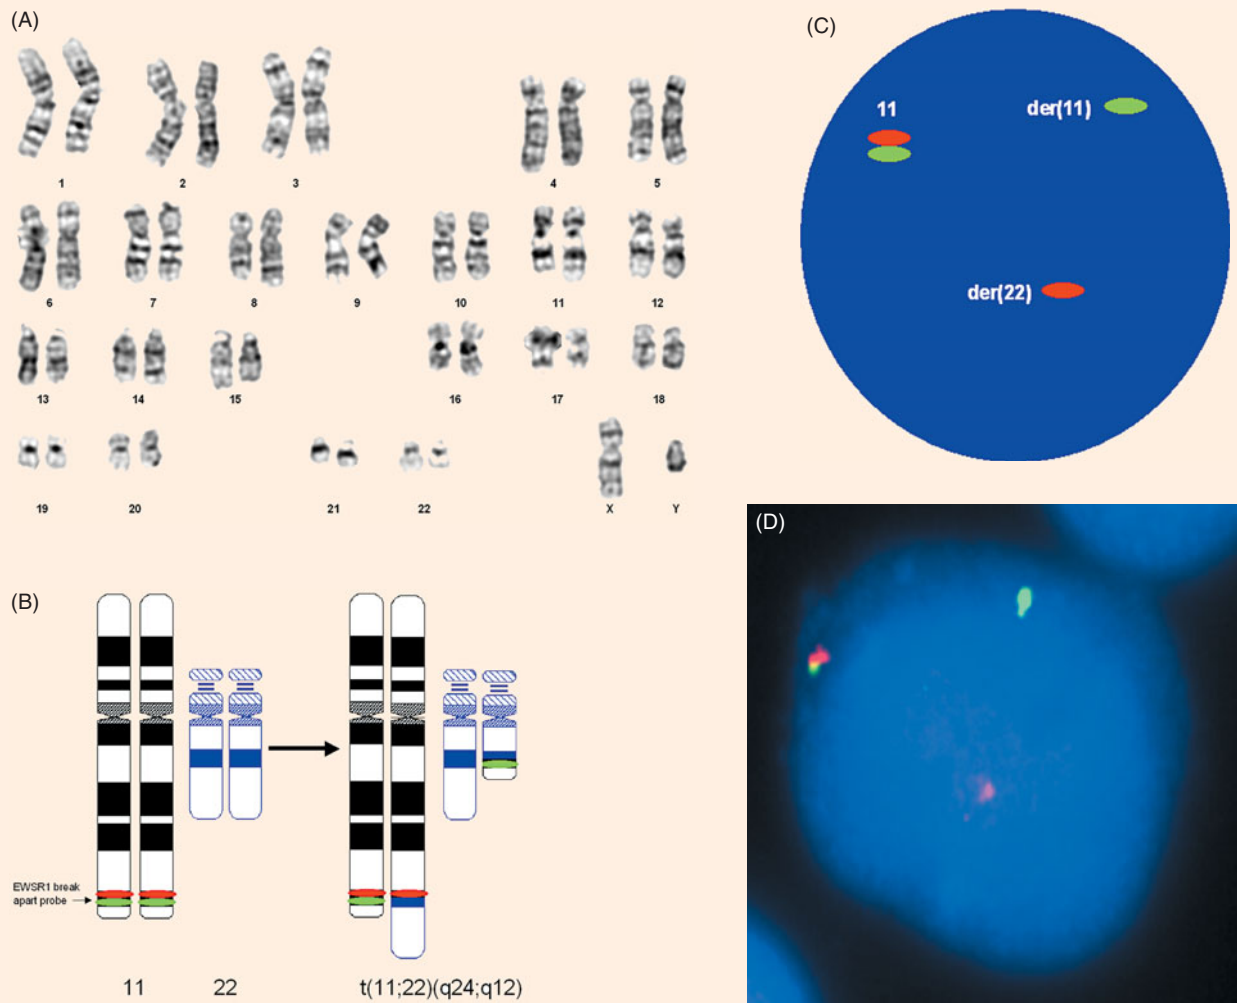 (A)
1 2 3 4 5
6 7 8 9 10 11 12
13 14 15 16 17 18
19 20 21 22 X Y
(B)
EWSR1 break
apart probe
11 22 t(11;22)(q24;q12)
(C)
11
der(11)
der(22)
(D)